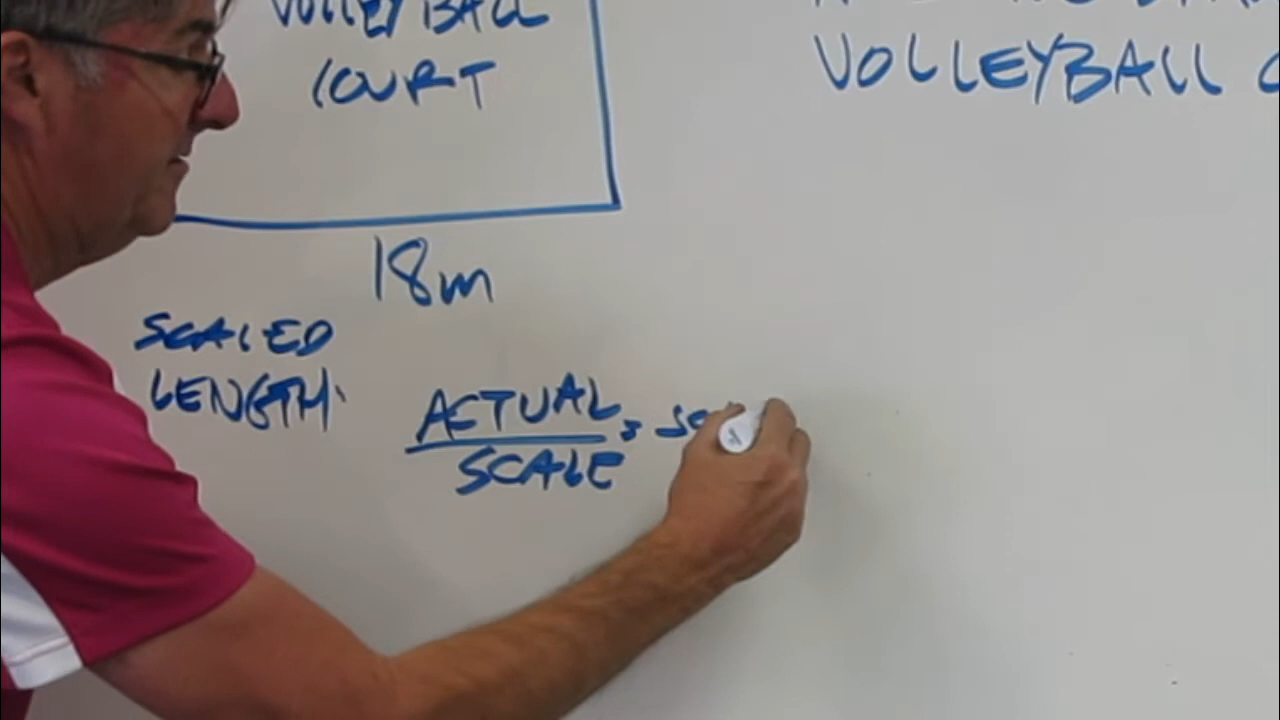 VOLLEYBALL
COURT
VOLLEYBALL
18m
SCALED
LENGTH:
ACTUAL =
SCALE